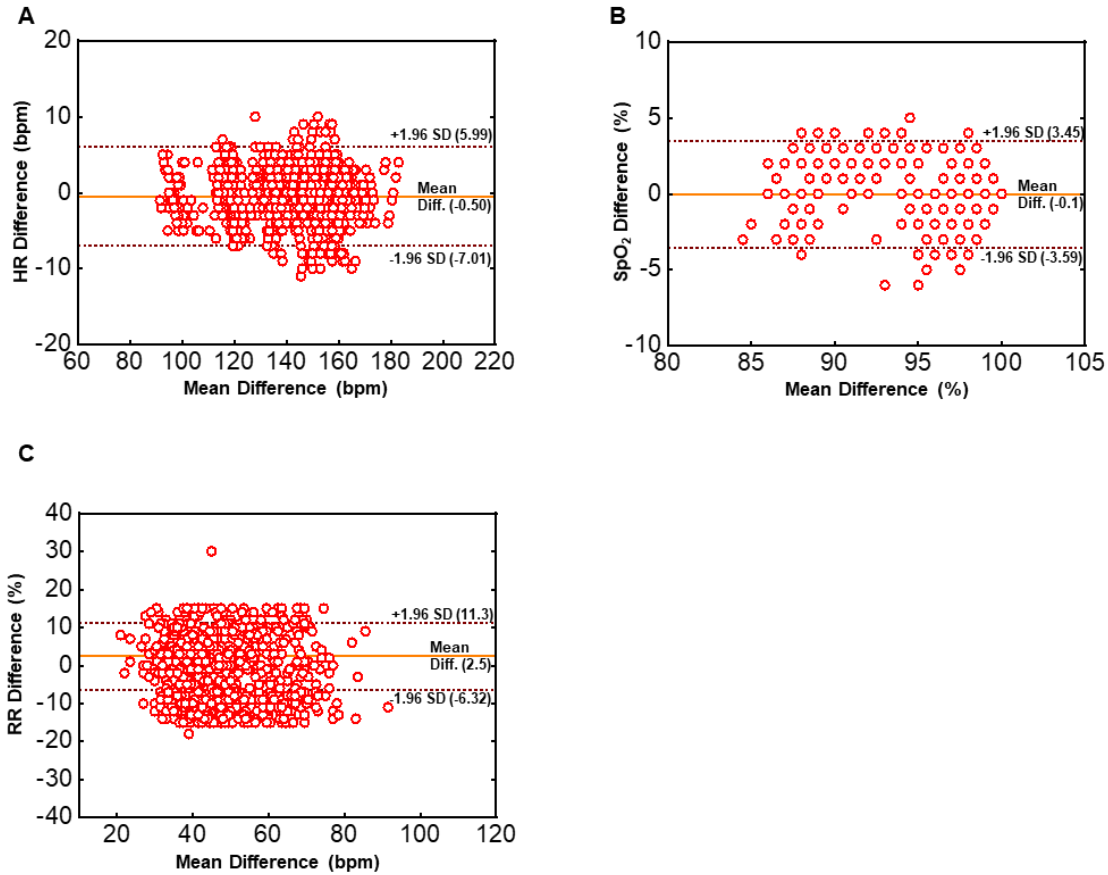 A
HR Difference (bpm)
20
10
0
-10
-20
+1.96 SD (5.99)
Mean
Diff. (-0.50)
-1.96 SD (-7.01)
60 80 100 120 140 160 180 200 220
Mean Difference (bpm)
B
SpO₂ Difference (%)
10
5
0
-5
-10
+1.96 SD (3.45)
Mean
Diff. (-0.1)
-1.96 SD (-3.59)
80 85 90 95 100 105
Mean Difference (%)
C
RR Difference (%)
40
30
20
10
0
-10
-20
-30
-40
+1.96 SD (11.3)
Mean
Diff. (2.5)
-1.96 SD (-6.32)
20 40 60 80 100 120
Mean Difference (bpm)